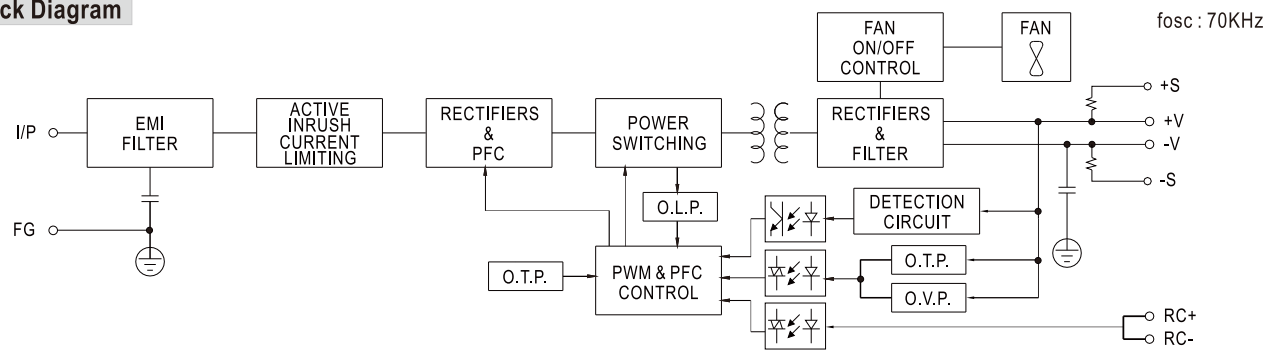 ck Diagram
fosc : 70KHz
FAN
ON/OFF
CONTROL
FAN
I/P
EMI
FILTER
ACTIVE
INRUSH
CURRENT
LIMITING
RECTIFIERS
&
PFC
POWER
SWITCHING
RECTIFIERS
&
FILTER
+S
+V
-V
-S
FG
O.L.P.
DETECTION
CIRCUIT
O.T.P.
PWM & PFC
CONTROL
O.T.P.
O.V.P.
RC+
RC-